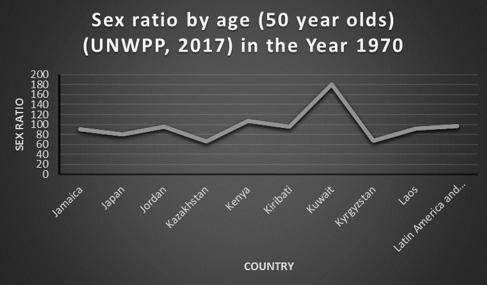 Sex ratio by age (50 year olds)
(UNWPP, 2017) in the Year 1970
SEX RATIO
200
180
160
140
120
100
80
60
40
20
0
Jamaica
Japan
Jordan
Kazakhstan
Kenya
Kiribati
Kuwait
Kyrgyzstan
Laos
Latin America and...
COUNTRY